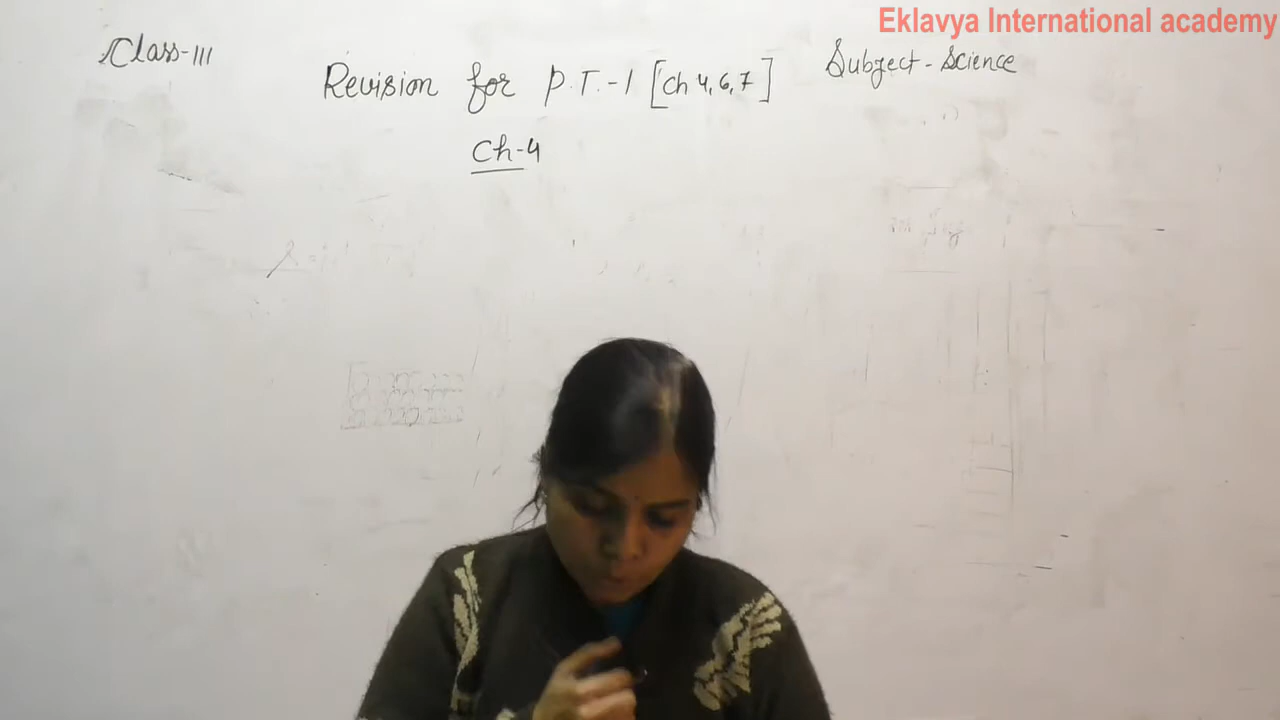 Eklavya International academy
Class-III
Subject - Science
Revision for P.T.-1 [Ch 4, 6, 7]
Ch-4